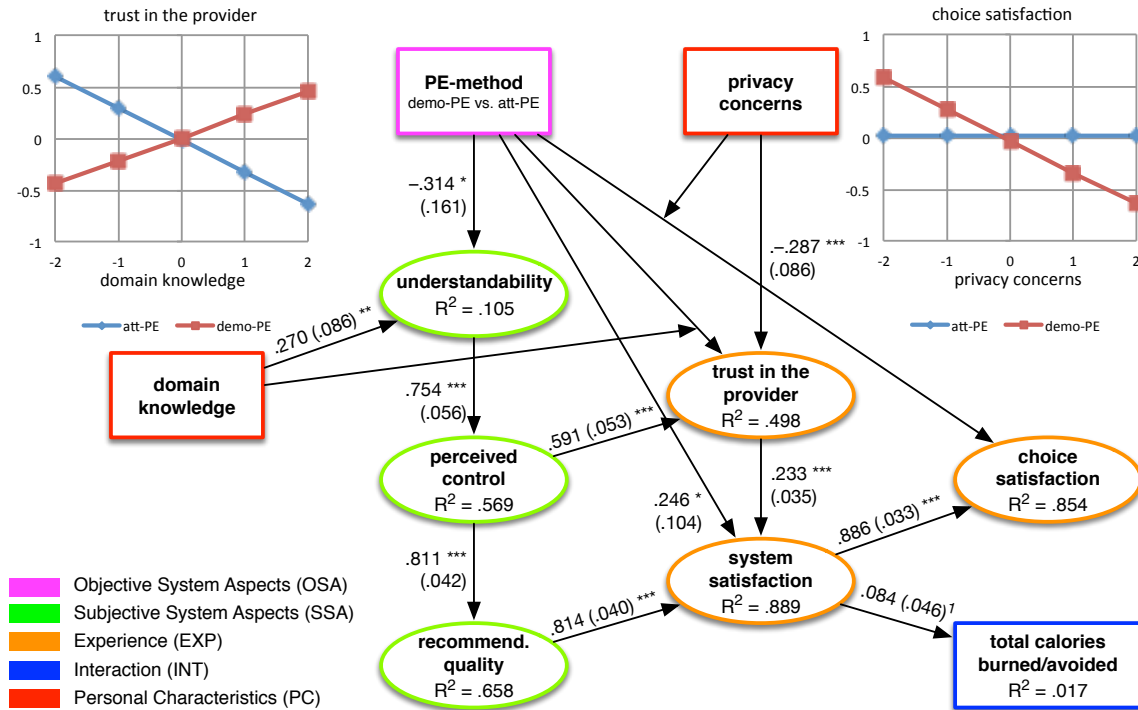 trust in the provider
1
0.5
0
-0.5
-1
-2 -1 0 1 2
domain knowledge
att-PE demo-PE
choice satisfaction
1
0.5
0
-0.5
-1
-2 -1 0 1 2
privacy concerns
att-PE demo-PE
PE-method
demo-PE vs. att-PE
privacy
concerns
–.314 *
(.161)
.–.287 ***
(.086)
understandability
R² = .105
.270 (.086) **
domain
knowledge
trust in the
provider
R² = .498
.754 ***
(.056)
.591 (.053) ***
perceived
control
R² = .569
.233 ***
(.035)
.246 *
(.104)
choice
satisfaction
R² = .854
.886 (.033) ***
.811 ***
(.042)
system
satisfaction
R² = .889
.814 (.040) ***
.084 (.046)¹
recommend.
quality
R² = .658
total calories
burned/avoided
R² = .017
Objective System Aspects (OSA)
Subjective System Aspects (SSA)
Experience (EXP)
Interaction (INT)
Personal Characteristics (PC)